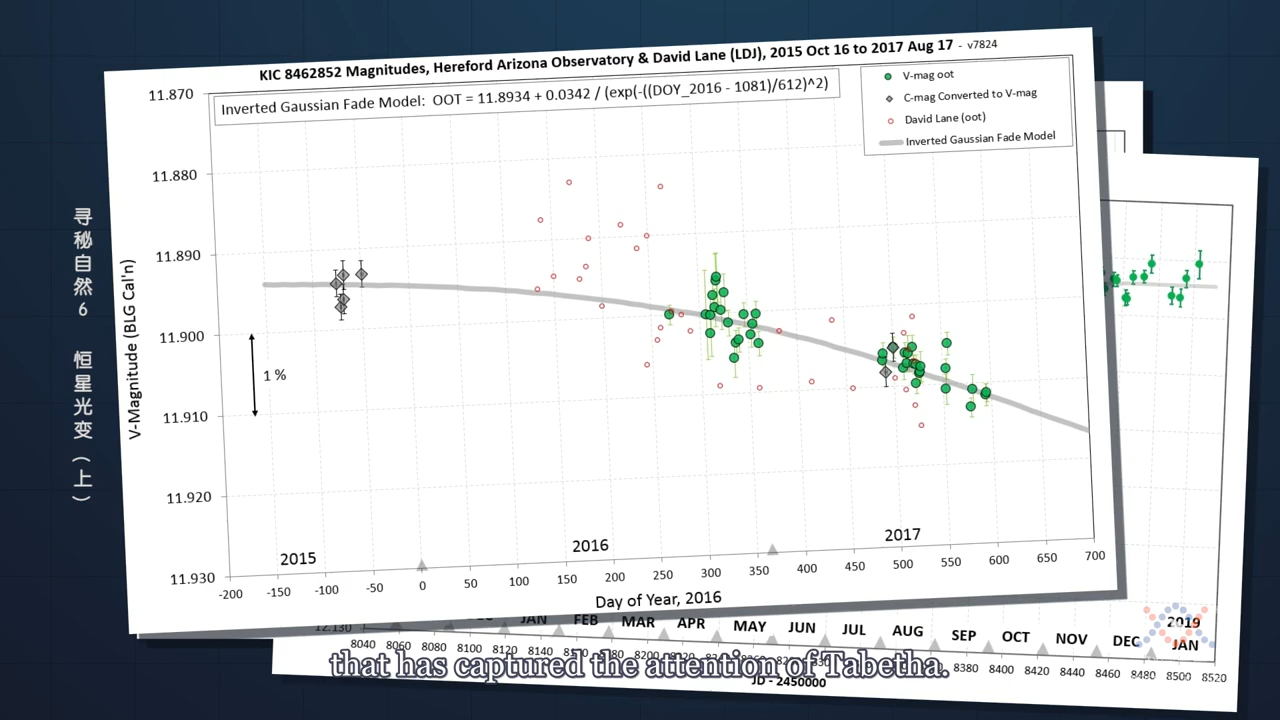 KIC 8462852 Magnitudes, Hereford Arizona Observatory & David Lane (LDJ), 2015 Oct 16 to 2017 Aug 17 - v7824
Inverted Gaussian Fade Model: OOT = 11.8934 + 0.0342 / (exp(-((DOY_2016 - 1081)/612)^2)
V-mag oot
C-mag Converted to V-mag
David Lane (oot)
Inverted Gaussian Fade Model
V-Magnitude (BLG Cal'n)
11.870
11.880
11.890
11.900
11.910
11.920
11.930
1 %
2015
2016
2017
-200 -150 -100 -50 0 50 100 150 200 250 300 350 400 450 500 550 600 650 700
Day of Year, 2016
寻秘自然6 恒星光变(上)
12.130
JAN FEB MAR APR MAY JUN JUL AUG SEP OCT NOV DEC JAN
2019
8040 8060 8080 8100 8380 8400 8420 8440 8460 8480 8500 8520
JD - 2450000
that has captured the attention of Tabetha.